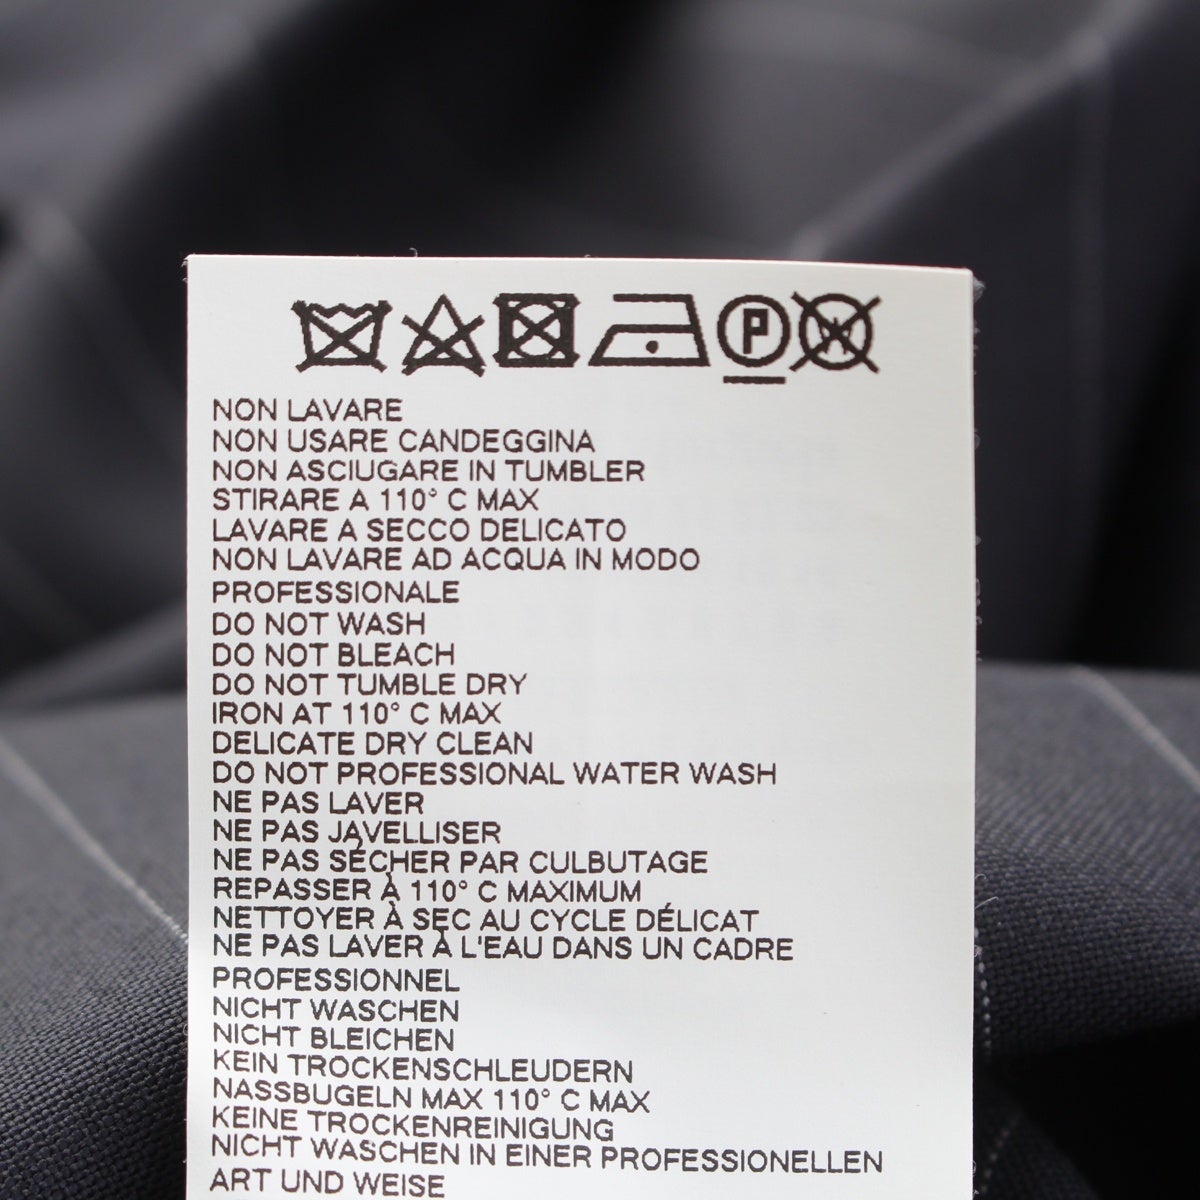 P
W
NON LAVARE
NON USARE CANDEGGINA
NON ASCIUGARE IN TUMBLER
STIRARE A 110° C MAX
LAVARE A SECCO DELICATO
NON LAVARE AD ACQUA IN MODO
PROFESSIONALE
DO NOT WASH
DO NOT BLEACH
DO NOT TUMBLE DRY
IRON AT 110° C MAX
DELICATE DRY CLEAN
DO NOT PROFESSIONAL WATER WASH
NE PAS LAVER
NE PAS JAVELLISER
NE PAS SÉCHER PAR CULBUTAGE
REPASSER À 110° C MAXIMUM
NETTOYER À SEC AU CYCLE DÉLICAT
NE PAS LAVER À L'EAU DANS UN CADRE
PROFESSIONNEL
NICHT WASCHEN
NICHT BLEICHEN
KEIN TROCKENSCHLEUDERN
NASSBUGELN MAX 110° C MAX
KEINE TROCKENREINIGUNG
NICHT WASCHEN IN EINER PROFESSIONELLEN
ART UND WEISE